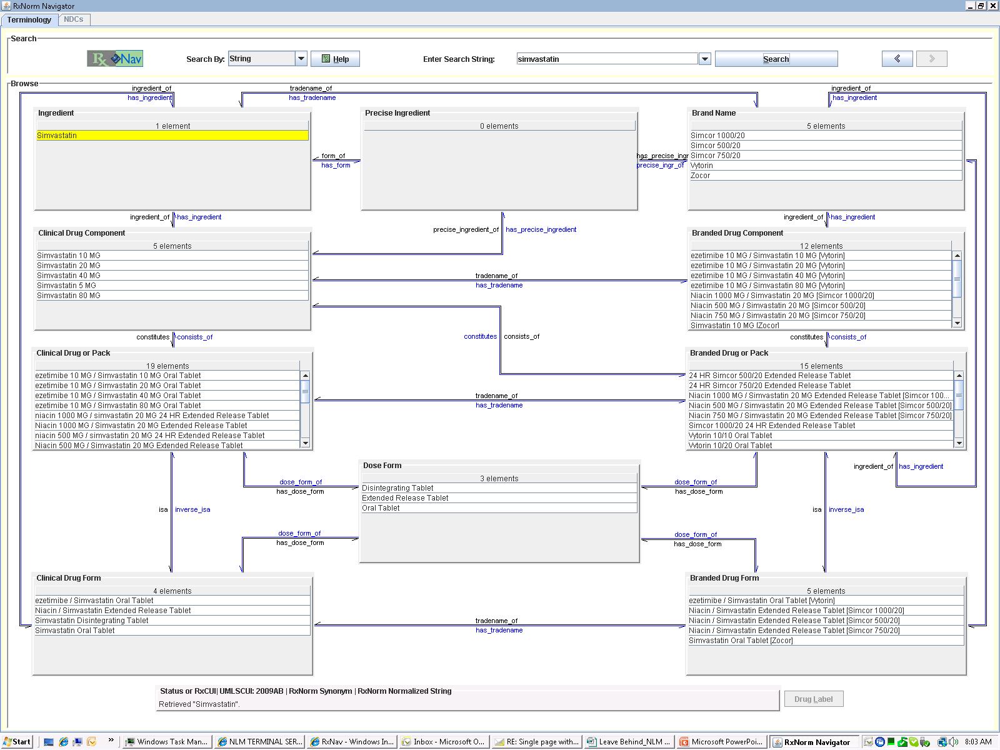 RxNorm Navigator
Terminology NDCs
Search
Rx Nav Search By: String Help Enter Search String: simvastatin Search
Browse
ingredient_of
has_ingredient
tradename_of
has_tradename
ingredient_of
has_ingredient
Ingredient
1 element
Simvastatin
form_of
has_form
Precise Ingredient
0 elements
has_precise_ingr
precise_ingr_of
Brand Name
5 elements
Simcor 1000/20
Simcor 500/20
Simcor 750/20
Vytorin
Zocor
ingredient_of has_ingredient
precise_ingredient_of has_precise_ingredient
ingredient_of has_ingredient
Clinical Drug Component
5 elements
Simvastatin 10 MG
Simvastatin 20 MG
Simvastatin 40 MG
Simvastatin 5 MG
Simvastatin 80 MG
tradename_of
has_tradename
Branded Drug Component
12 elements
ezetimibe 10 MG / Simvastatin 10 MG [Vytorin]
ezetimibe 10 MG / Simvastatin 20 MG [Vytorin]
ezetimibe 10 MG / Simvastatin 40 MG [Vytorin]
ezetimibe 10 MG / Simvastatin 80 MG [Vytorin]
Niacin 1000 MG / Simvastatin 20 MG [Simcor 1000/20]
Niacin 500 MG / Simvastatin 20 MG [Simcor 500/20]
Niacin 750 MG / Simvastatin 20 MG [Simcor 750/20]
Simvastatin 10 MG [Zocor]
constitutes consists_of
constitutes consists_of
constitutes consists_of
Clinical Drug or Pack
19 elements
ezetimibe 10 MG / Simvastatin 10 MG Oral Tablet
ezetimibe 10 MG / Simvastatin 20 MG Oral Tablet
ezetimibe 10 MG / Simvastatin 40 MG Oral Tablet
ezetimibe 10 MG / Simvastatin 80 MG Oral Tablet
niacin 1000 MG / simvastatin 20 MG 24 HR Extended Release Tablet
Niacin 1000 MG / Simvastatin 20 MG Extended Release Tablet
niacin 500 MG / simvastatin 20 MG 24 HR Extended Release Tablet
Niacin 500 MG / Simvastatin 20 MG Extended Release Tablet
tradename_of
has_tradename
Branded Drug or Pack
15 elements
24 HR Simcor 500/20 Extended Release Tablet
24 HR Simcor 750/20 Extended Release Tablet
Niacin 1000 MG / Simvastatin 20 MG Extended Release Tablet [Simcor 100...
Niacin 500 MG / Simvastatin 20 MG Extended Release Tablet [Simcor 500/20]
Niacin 750 MG / Simvastatin 20 MG Extended Release Tablet [Simcor 750/20]
Simcor 1000/20 24 HR Extended Release Tablet
Vytorin 10/10 Oral Tablet
Vytorin 10/20 Oral Tablet
dose_form_of
has_dose_form
Dose Form
3 elements
Disintegrating Tablet
Extended Release Tablet
Oral Tablet
dose_form_of
has_dose_form
ingredient_of has_ingredient
isa inverse_isa
isa inverse_isa
dose_form_of
has_dose_form
dose_form_of
has_dose_form
Clinical Drug Form
4 elements
ezetimibe / Simvastatin Oral Tablet
Niacin / Simvastatin Extended Release Tablet
Simvastatin Disintegrating Tablet
Simvastatin Oral Tablet
tradename_of
has_tradename
Branded Drug Form
5 elements
ezetimibe / Simvastatin Oral Tablet [Vytorin]
Niacin / Simvastatin Extended Release Tablet [Simcor 1000/20]
Niacin / Simvastatin Extended Release Tablet [Simcor 500/20]
Niacin / Simvastatin Extended Release Tablet [Simcor 750/20]
Simvastatin Oral Tablet [Zocor]
Status or RxCUI| UMLSCUI: 2009AB | RxNorm Synonym | RxNorm Normalized String
Retrieved "Simvastatin".
Drug Label
Start Windows Task Man... NLM TERMINAL SER... RxNav - Windows In... Inbox - Microsoft O... RE: Single page with... Leave Behind_NLM ... Microsoft PowerPoi... RxNorm Navigator 8:03 AM